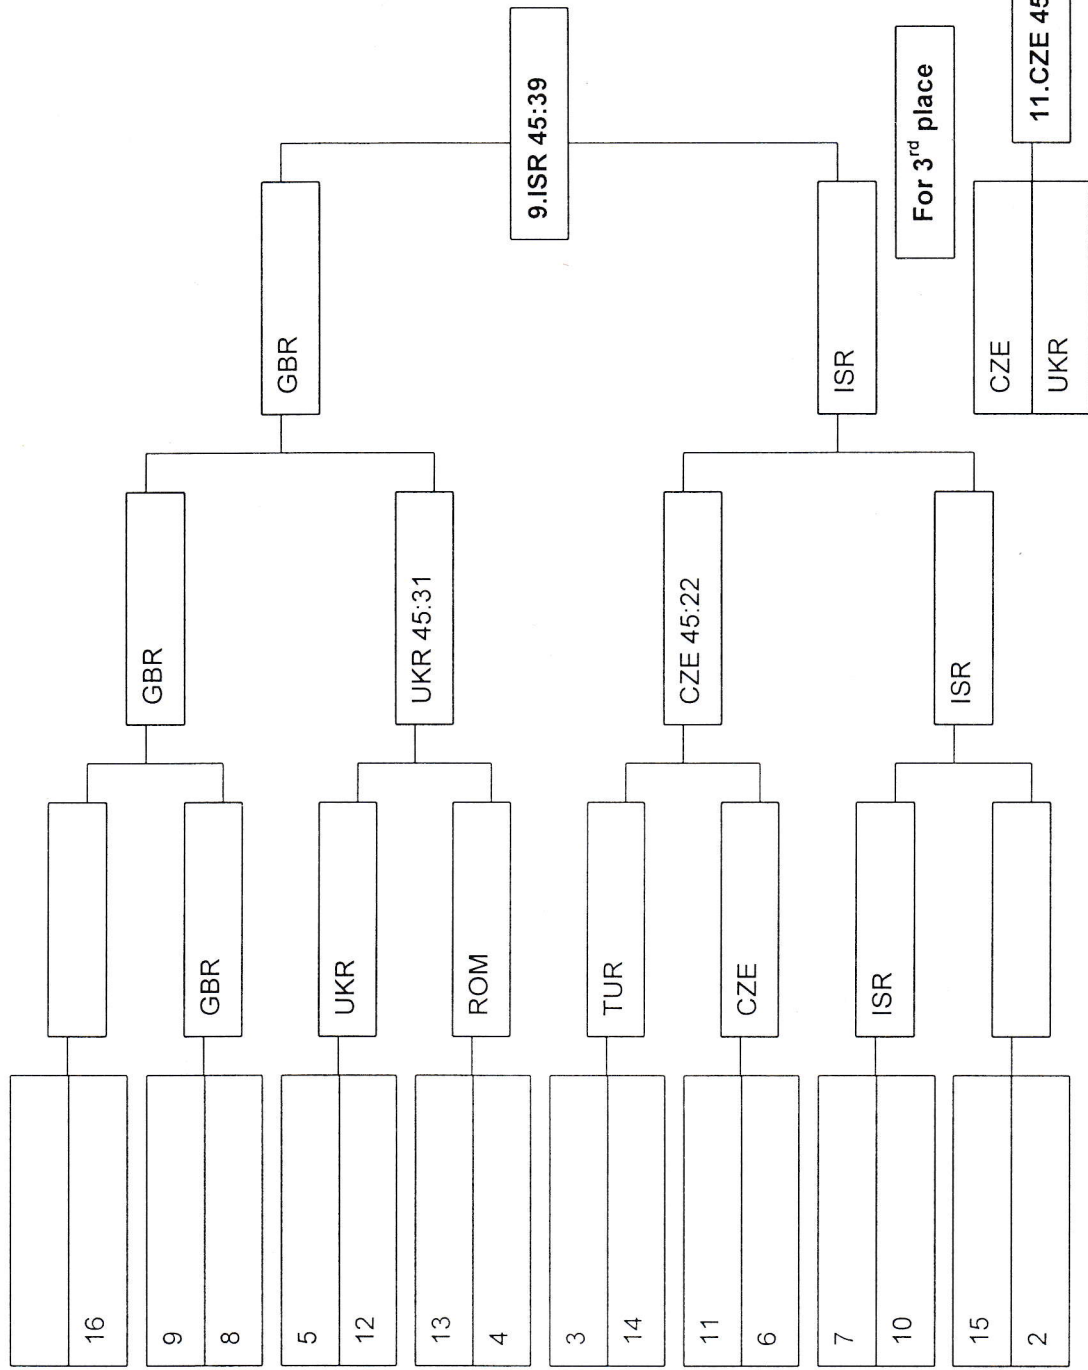 16
9
8
5
12
13
4
3
14
11
6
7
10
15
2
GBR
UKR
ROM
TUR
CZE
ISR
GBR
UKR 45:31
CZE 45:22
ISR
GBR
ISR
9.ISR 45:39
For 3rd place
CZE
UKR
11.CZE 45